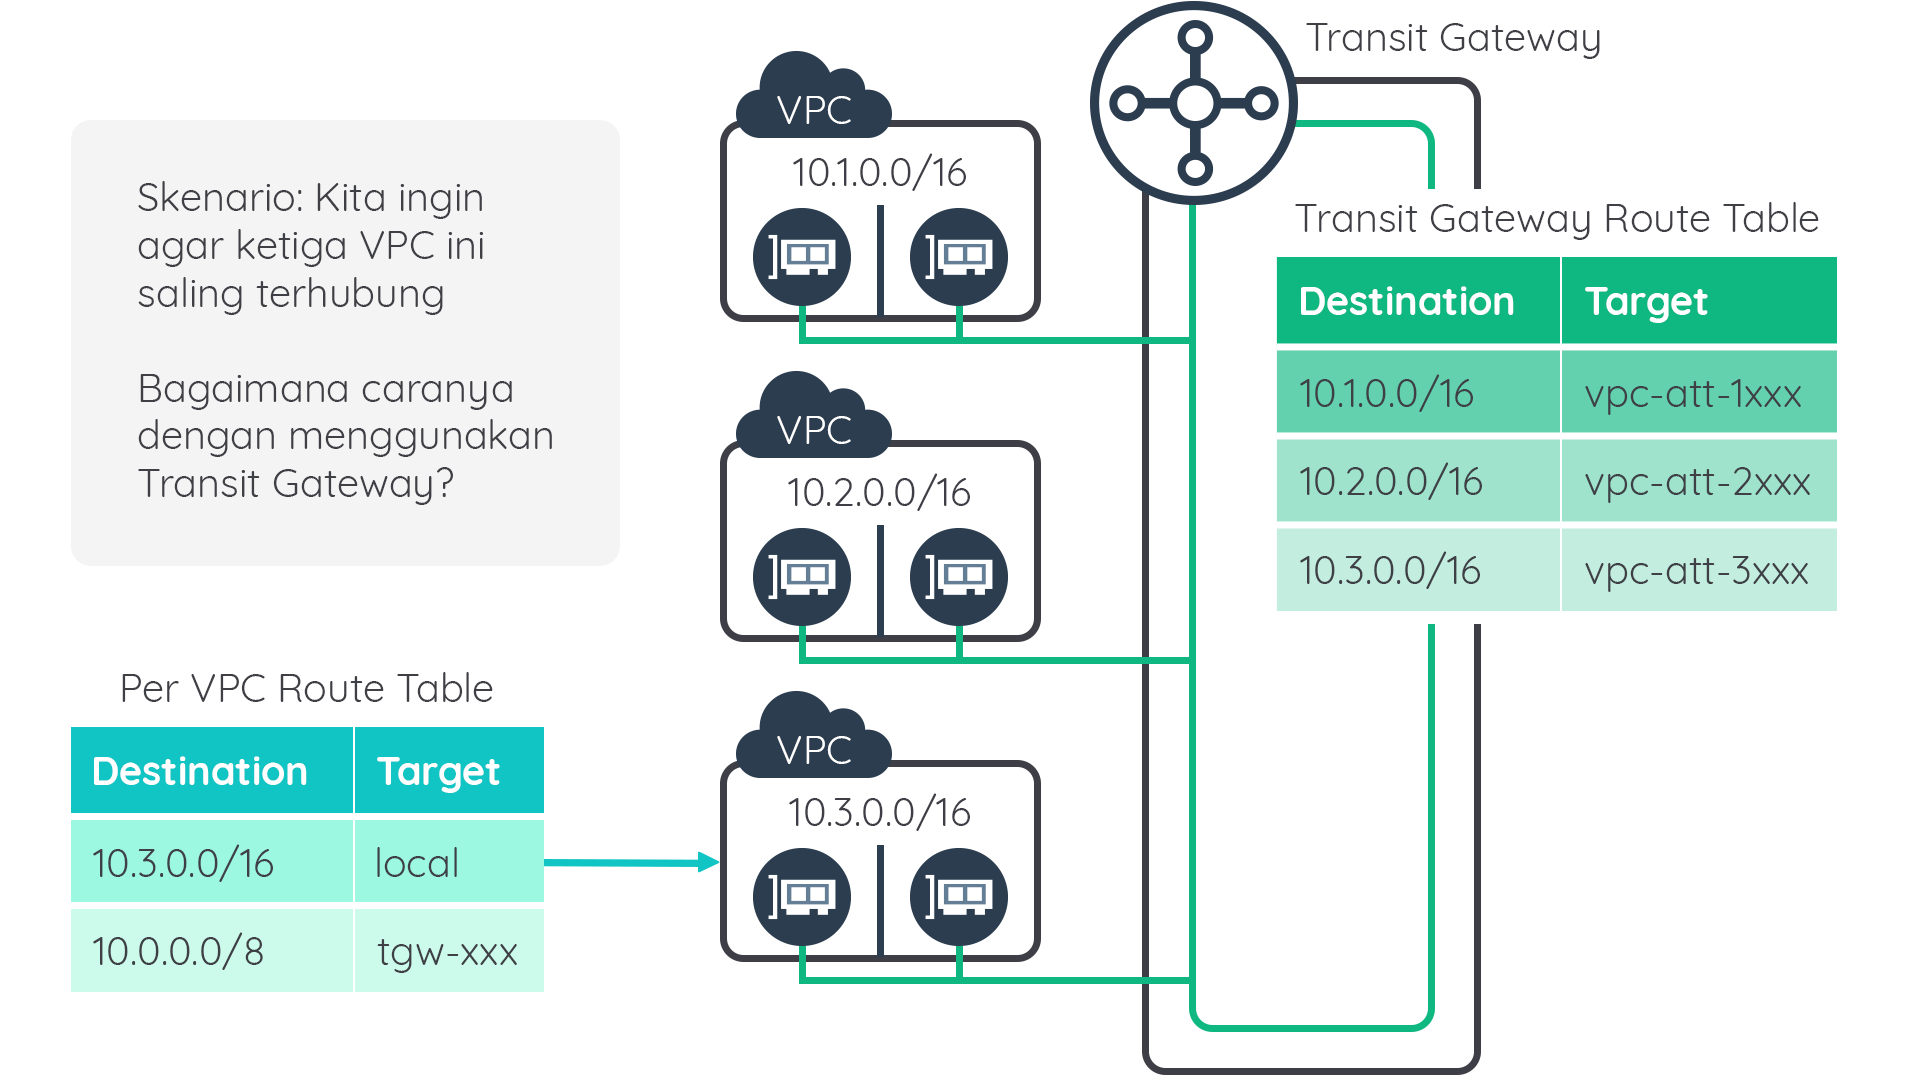 Skenario: Kita ingin
agar ketiga VPC ini
saling terhubung
Bagaimana caranya
dengan menggunakan
Transit Gateway?
Per VPC Route Table
Destination Target
10.3.0.0/16 local
10.0.0.0/8 tgw-xxx
VPC
10.1.0.0/16
VPC
10.2.0.0/16
VPC
10.3.0.0/16
Transit Gateway
Transit Gateway Route Table
Destination Target
10.1.0.0/16 vpc-att-1xxx
10.2.0.0/16 vpc-att-2xxx
10.3.0.0/16 vpc-att-3xxx